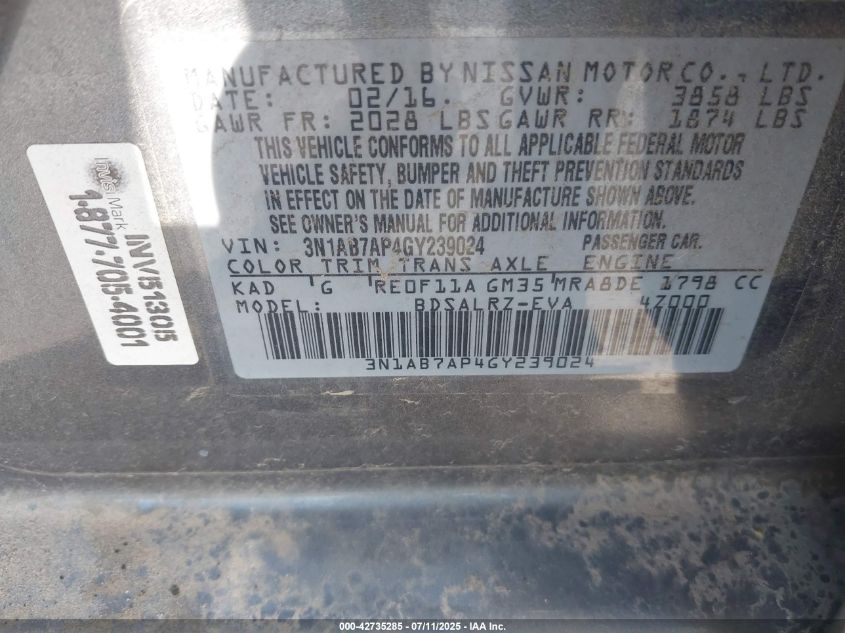 MANUFACTURED BY NISSAN MOTOR CO., LTD.
DATE: 02/16. GVWR: 3858 LBS
GAWR FR: 2028 LBS GAWR RR: 1874 LBS
THIS VEHICLE CONFORMS TO ALL APPLICABLE FEDERAL MOTOR
VEHICLE SAFETY, BUMPER AND THEFT PREVENTION STANDARDS
IN EFFECT ON THE DATE OF MANUFACTURE SHOWN ABOVE.
SEE OWNER'S MANUAL FOR ADDITIONAL INFORMATION.
VIN: 3N1AB7AP4GY239024 PASSENGER CAR.
COLOR TRIM TRANS AXLE ENGINE
KAD G RE0F11A GM35 MRA8DE 1798 CC
MODEL: BDSALRZ-EVA 4Z000
3N1AB7AP4GY239024
InvisMark
INV51305
1-877-705-4001
000-42735285 | 07/11/2025 | IAA Inc.